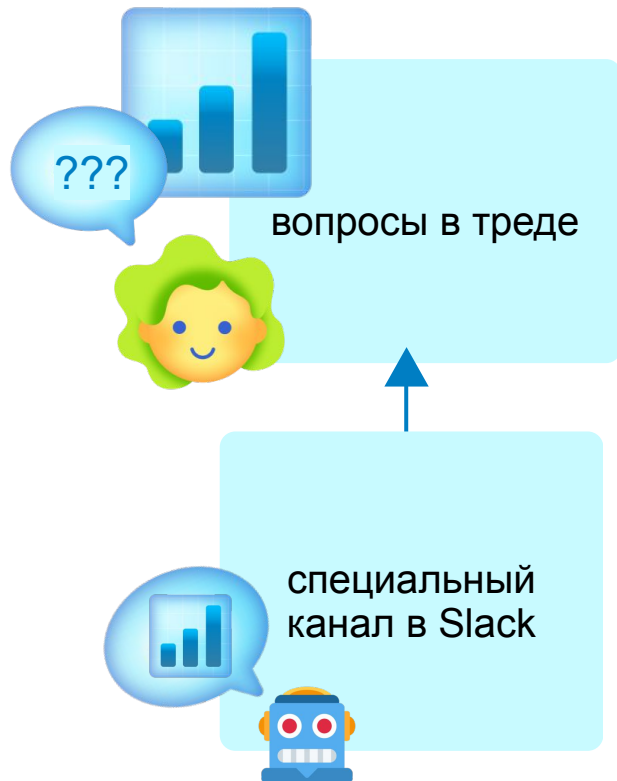 ???
вопросы в треде
специальный
канал в Slack